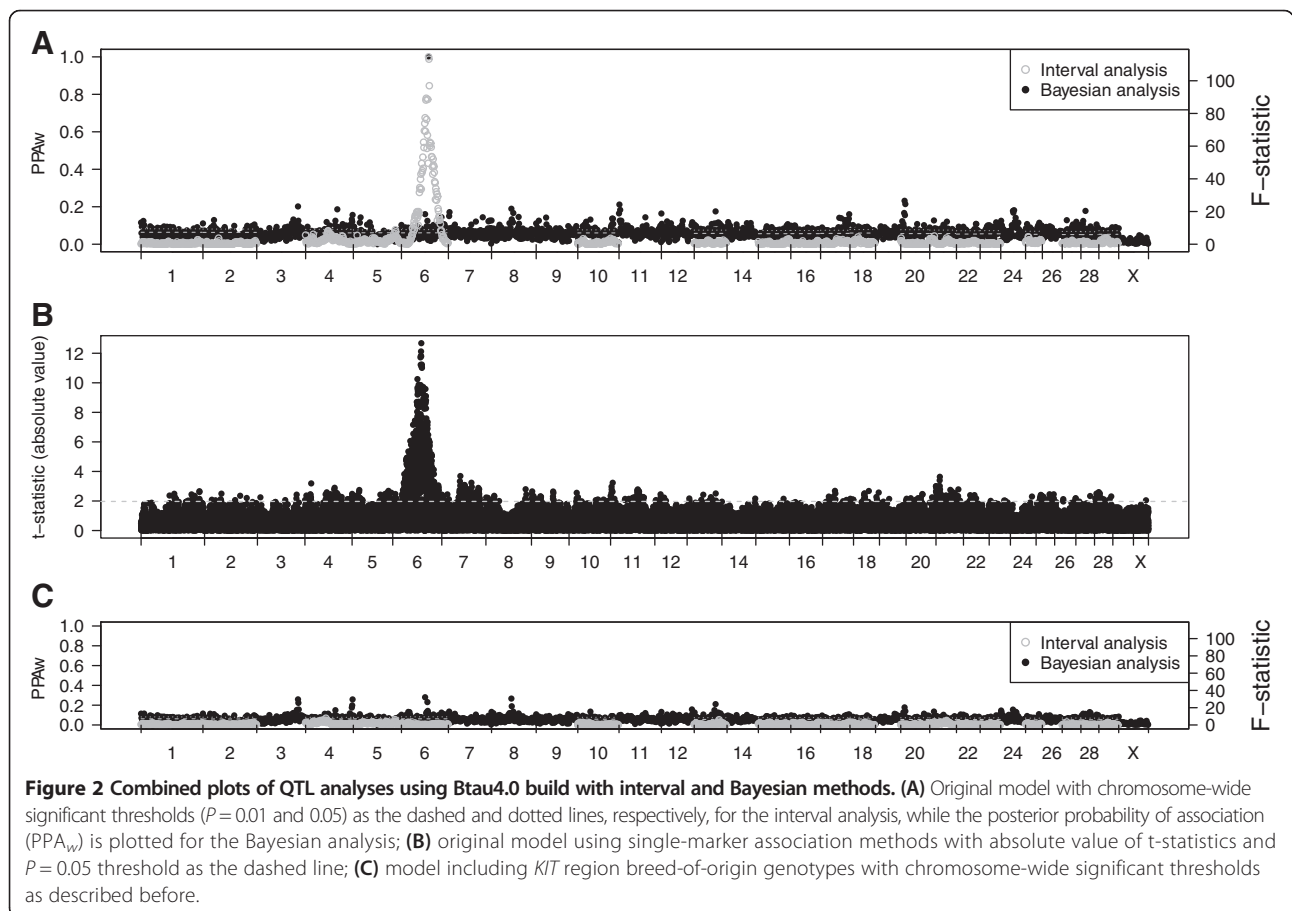 A
1.0
0.8
0.6
0.4
0.2
0.0
PPAw
100
80
60
40
20
0
F−statistic
Interval analysis
Bayesian analysis
1 2 3 4 5 6 7 8 9 10 11 12 14 16 18 20 22 24 26 28 X
B
12
10
8
6
4
2
0
t−statistic (absolute value)
1 2 3 4 5 6 7 8 9 10 11 12 14 16 18 20 22 24 26 28 X
C
1.0
0.8
0.6
0.4
0.2
0.0
PPAw
100
80
60
40
20
0
F−statistic
Interval analysis
Bayesian analysis
1 2 3 4 5 6 7 8 9 10 11 12 14 16 18 20 22 24 26 28 X
Figure 2 Combined plots of QTL analyses using Btau4.0 build with interval and Bayesian methods. (A) Original model with chromosome-wide
significant thresholds (P = 0.01 and 0.05) as the dashed and dotted lines, respectively, for the interval analysis, while the posterior probability of association
(PPAw) is plotted for the Bayesian analysis; (B) original model using single-marker association methods with absolute value of t-statistics and
P = 0.05 threshold as the dashed line; (C) model including KIT region breed-of-origin genotypes with chromosome-wide significant thresholds
as described before.